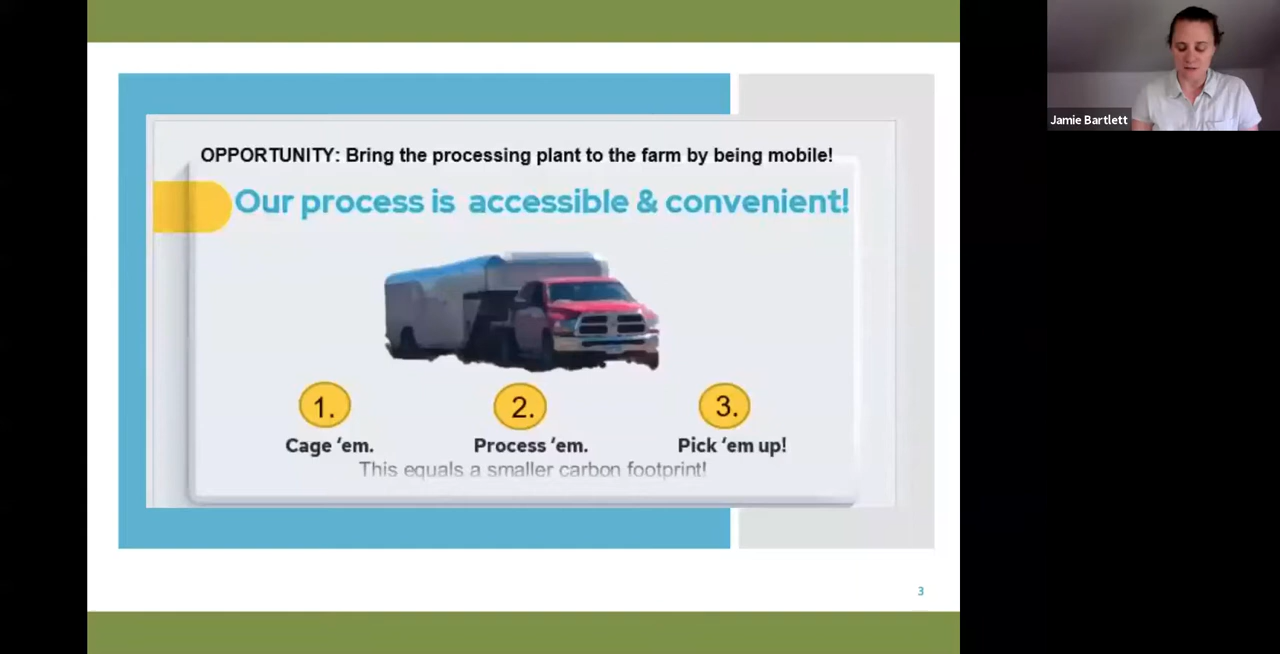 OPPORTUNITY: Bring the processing plant to the farm by being mobile!
Our process is accessible & convenient!
1.
2.
3.
Cage ‘em.
Process ‘em.
Pick ‘em up!
This equals a smaller carbon footprint!
3
Jamie Bartlett